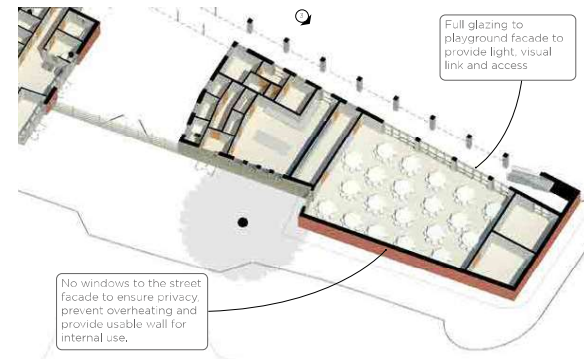 Full glazing to
playground facade to
provide light, visual
link and access
No windows to the street
facade to ensure privacy,
prevent overheating and
provide usable wall for
internal use.